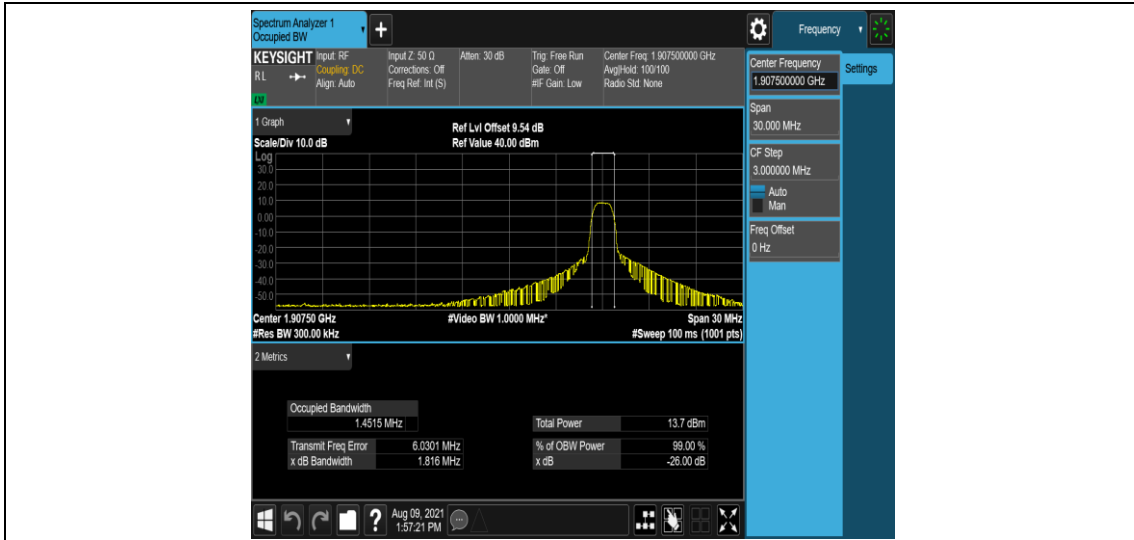 Spectrum Analyzer 1
Occupied BW
Frequency
KEYSIGHT
R L
Input: RF
Coupling: DC
Align: Auto
Input Z: 50 Ω
Corrections: Off
Freq Ref: Int (S)
Atten: 30 dB
Trig: Free Run
Gate: Off
#IF Gain: Low
Center Freq: 1.907500000 GHz
Avg|Hold: 100/100
Radio Std: None
Center Frequency
1.907500000 GHz
Settings
Span
30.000 MHz
CF Step
3.000000 MHz
Auto
Man
Freq Offset
0 Hz
1 Graph
Scale/Div 10.0 dB
Ref Lvl Offset 9.54 dB
Ref Value 40.00 dBm
Log
30.0
20.0
10.0
0.00
-10.0
-20.0
-30.0
-40.0
-50.0
Center 1.90750 GHz
#Video BW 1.0000 MHz*
Span 30 MHz
#Res BW 300.00 kHz
#Sweep 100 ms (1001 pts)
2 Metrics
Occupied Bandwidth
1.4515 MHz
Total Power 13.7 dBm
Transmit Freq Error 6.0301 MHz
% of OBW Power 99.00 %
x dB Bandwidth 1.816 MHz
x dB -26.00 dB
?
Aug 09, 2021
1:57:21 PM